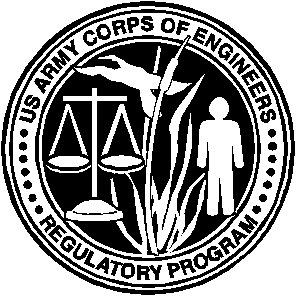 US ARMY CORPS OF ENGINEERS
REGULATORY PROGRAM